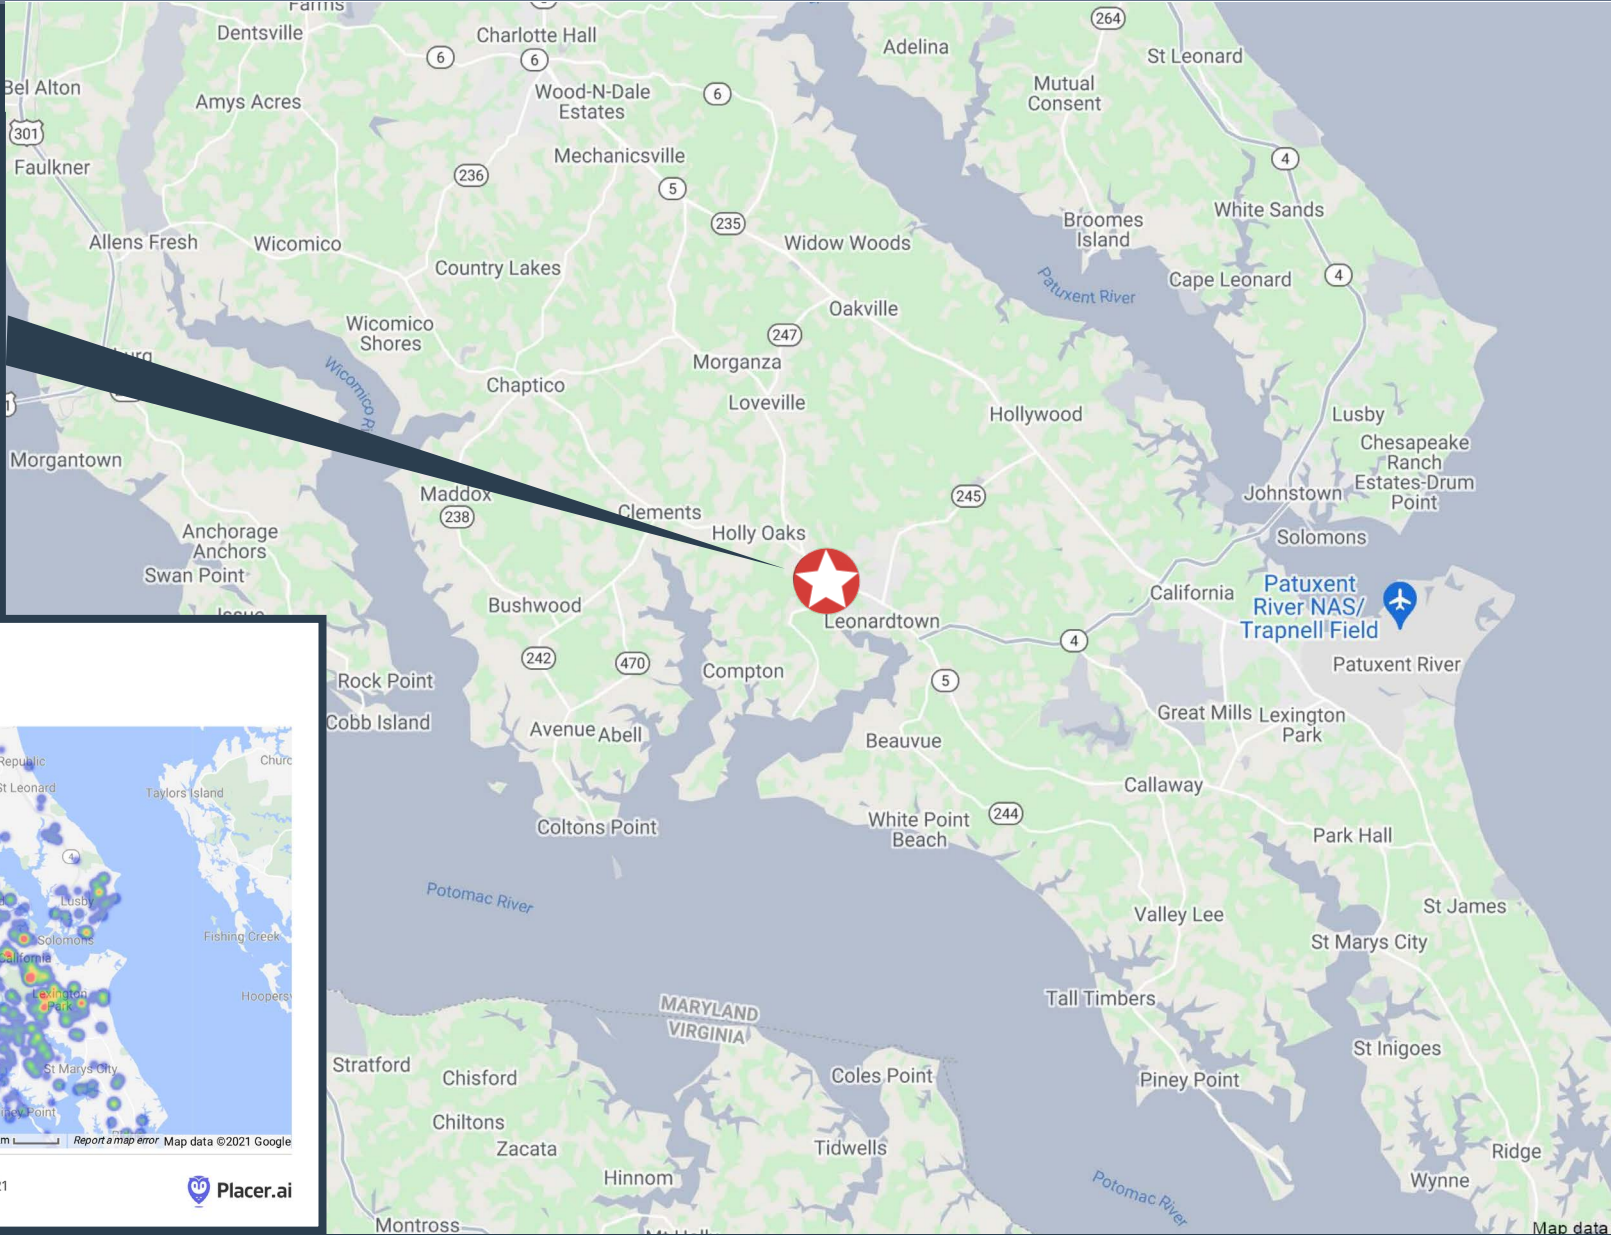 Farms
Dentsville
Charlotte Hall
264
Adelina
St Leonard
6
6
Bel Alton
Amys Acres
Wood-N-Dale
Estates
6
Mutual
Consent
301
Faulkner
Mechanicsville
4
236
5
235
White Sands
Broomes
Island
Allens Fresh
Wicomico
Widow Woods
Country Lakes
Cape Leonard
4
Patuxent River
Oakville
Wicomico
Shores
247
Morganza
Wicomico Ri
Chaptico
Loveville
Hollywood
Lusby
Chesapeake
Ranch
Estates-Drum
Point
Morgantown
Maddox
238
245
Johnstown
Clements
Holly Oaks
Solomons
Anchorage
Anchors
Swan Point
Patuxent
River NAS/
Trapnell Field
California
Bushwood
Issue
Leonardtown
4
242
470
Compton
5
Patuxent River
Rock Point
Cobb Island
Great Mills
Lexington
Park
Avenue
Abell
Beauvue
Callaway
Coltons Point
White Point
Beach
244
Park Hall
Potomac River
Valley Lee
St James
St Marys City
Tall Timbers
MARYLAND
VIRGINIA
St Inigoes
Stratford
Chisford
Coles Point
Piney Point
Chiltons
Zacata
Tidwells
Ridge
Hinnom
Potomac River
Wynne
Montross
Map data
Republic
Churc
St Leonard
Taylors Island
4
Lusby
Solomons
Fishing Creek
California
Lexington
Park
Hoopers
St Marys City
Piney Point
m
Report a map error
Map data ©2021 Google
21
Placer.ai